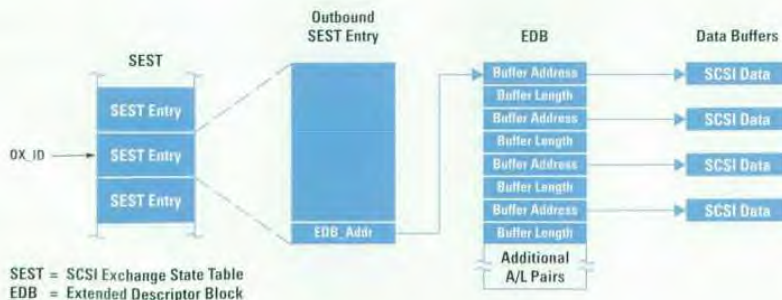 Outbound
SEST Entry
SEST
EDB
Data Buffers
OX_ID
SEST Entry
SEST Entry
SEST Entry
EDB_Addr
Buffer Address
Buffer Length
Buffer Address
Buffer Length
Buffer Address
Buffer Length
Buffer Address
Buffer Length
Additional
A/L Pairs
SCSI Data
SCSI Data
SCSI Data
SCSI Data
SEST = SCSI Exchange State Table
EDB = Extended Descriptor Block